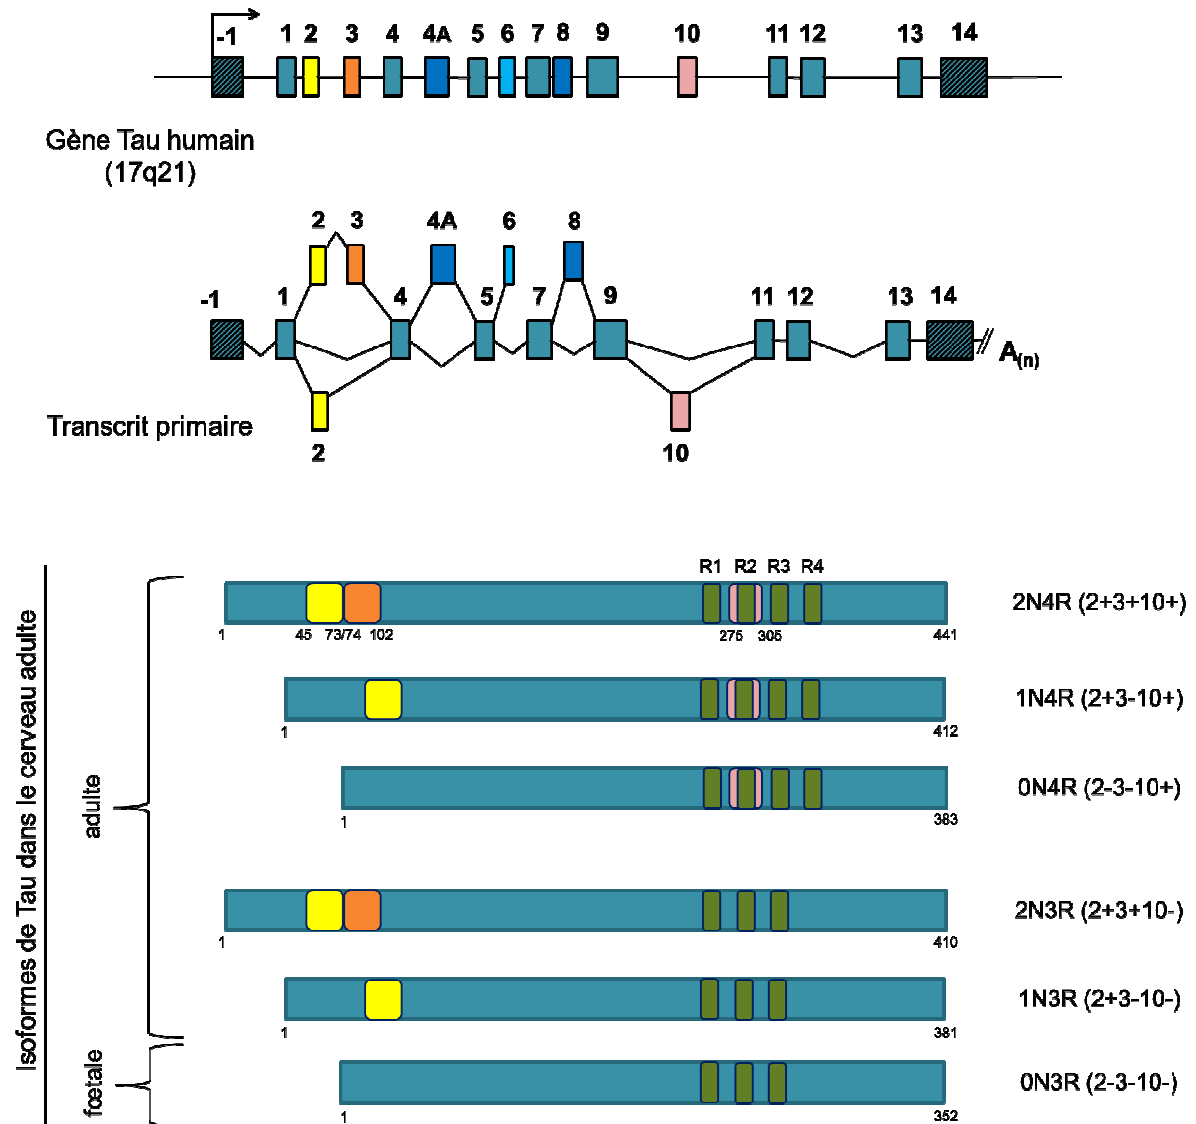 -1 1 2 3 4 4A 5 6 7 8 9 10 11 12 13 14
Gène Tau humain
(17q21)
2 3 4A 6 8
-1 1 4 5 7 9 11 12 13 14
A(n)
Transcrit primaire
2 10
Isoformes de Tau dans le cerveau adulte
adulte
fœtale
R1 R2 R3 R4
2N4R (2+3+10+)
1 45 73/74 102 275 305 441
1N4R (2+3-10+)
1 412
0N4R (2-3-10+)
1 383
2N3R (2+3+10-)
1 410
1N3R (2+3-10-)
1 381
0N3R (2-3-10-)
1 352